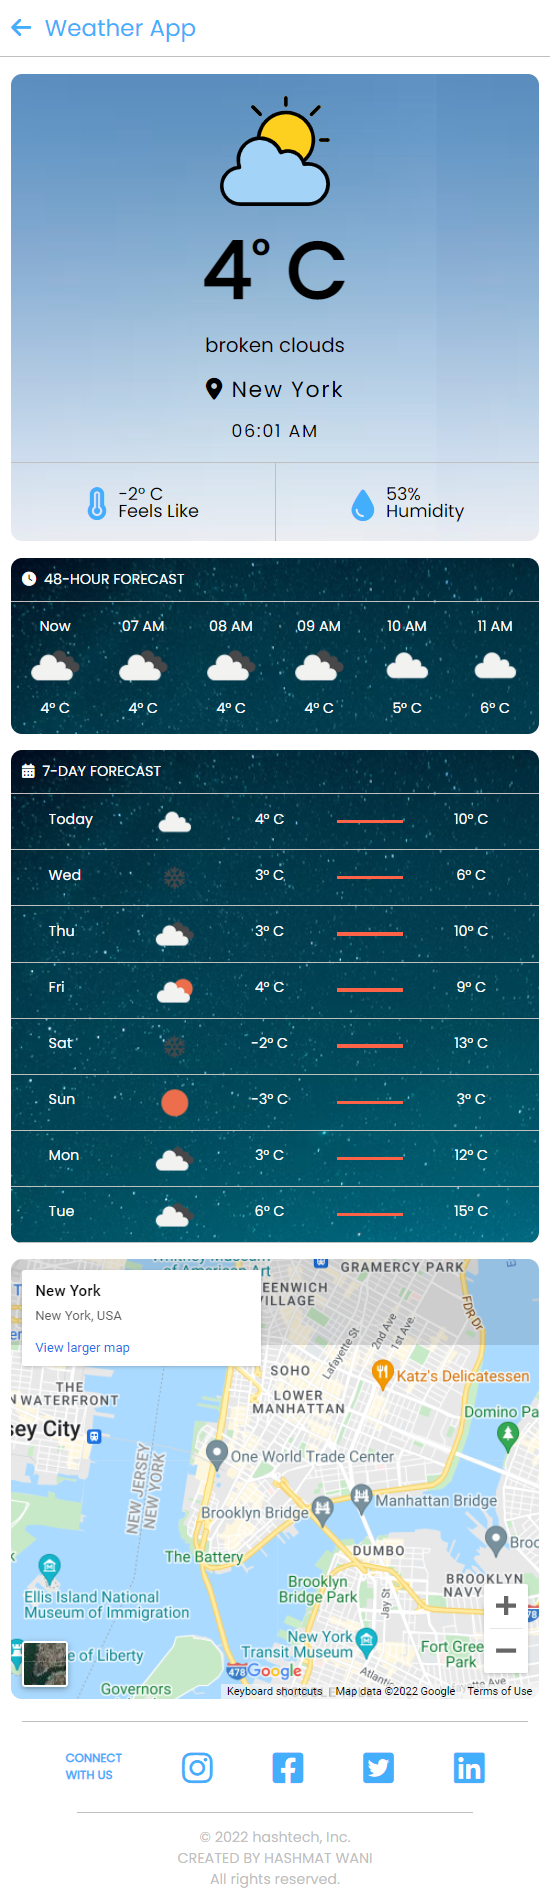 Weather App
4° C
broken clouds
New York
06:01 AM
-2° C
Feels Like
53%
Humidity
48-HOUR FORECAST
Now 07 AM 08 AM 09 AM 10 AM 11 AM
4° C 4° C 4° C 4° C 5° C 6° C
7-DAY FORECAST
Today 4° C 10° C
Wed 3° C 6° C
Thu 3° C 10° C
Fri 4° C 9° C
Sat -2° C 13° C
Sun -3° C 3° C
Mon 3° C 12° C
Tue 6° C 15° C
Whitney Museum
of American Art
GRAMERCY PARK
New York
New York, USA
View larger map
EENWICH
VILLAGE
FDR Dr
2nd Ave
1st Ave
Lafayette St
SOHO
Katz's Delicatessen
THE
WATERFRONT
LOWER
MANHATTAN
Domino Pa
sey City
One World Trade Center
NEW JERSEY
NEW YORK
Manhattan Bridge
Brooklyn Bridge
Broo
DUMBO
The Battery
BROOKLYN
NAVY
Brooklyn
Bridge Park
Ellis Island National
Museum of Immigration
Jay St
New York
Transit Museum
Fort Gree
Park
e of Liberty
478
Google
Atlantic
Governors
478
Keyboard shortcuts Map data ©2022 Google Terms of Use
CONNECT
WITH US
© 2022 hashtech, Inc.
CREATED BY HASHMAT WANI
All rights reserved.